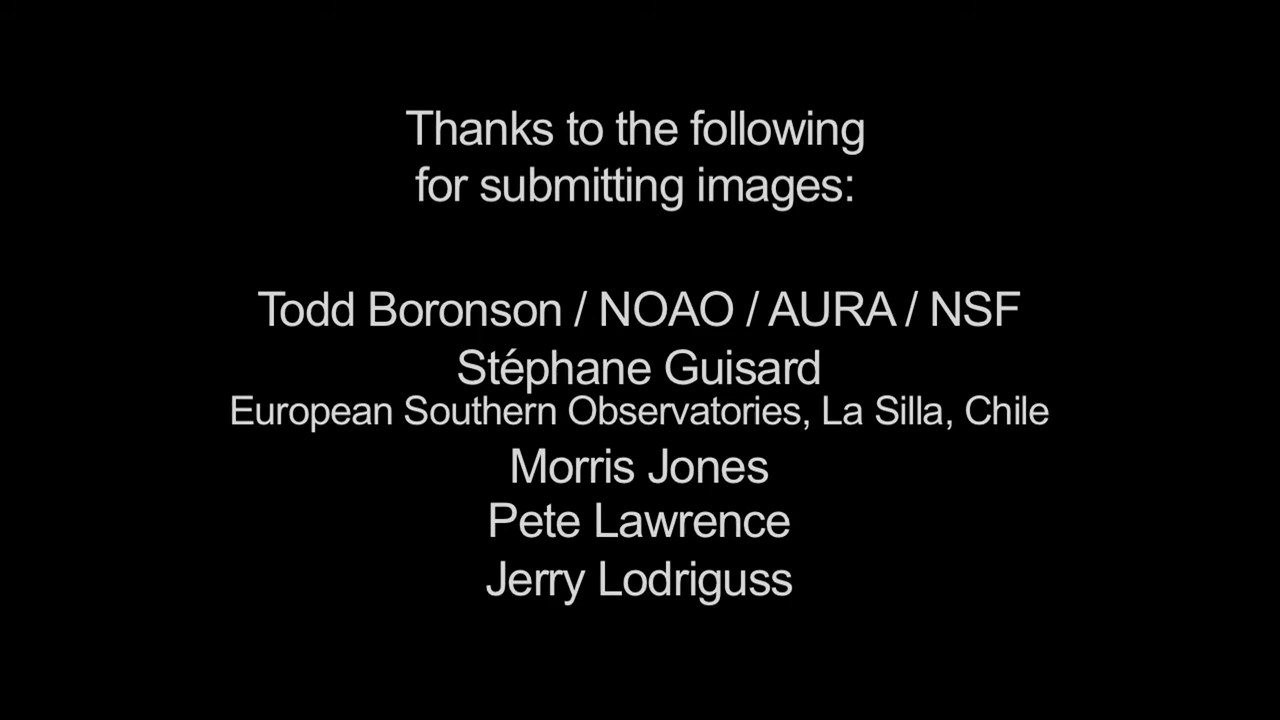 Thanks to the following
for submitting images:
Todd Boronson / NOAO / AURA / NSF
Stéphane Guisard
European Southern Observatories, La Silla, Chile
Morris Jones
Pete Lawrence
Jerry Lodriguss